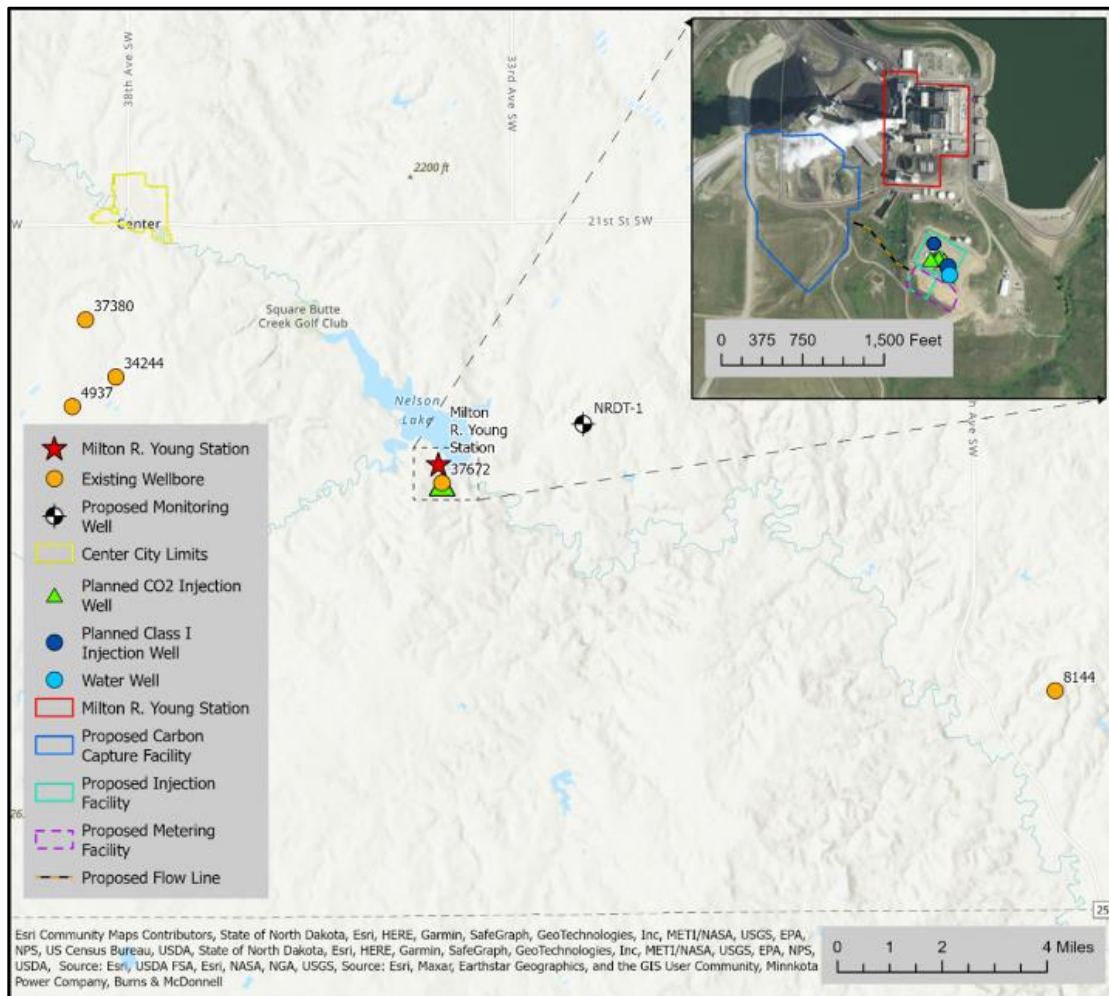 38th Ave SW
33rd Ave SW
2200 ft
W
21st St SW
Center
37380
Square Butte
Creek Golf Club
34244
4937
Nelson
Lake
Milton
R. Young
Station
NRDT-1
37672
8144
26.
25
0 375 750 1,500 Feet
Ave SW
Milton R. Young Station
Existing Wellbore
Proposed Monitoring
Well
Center City Limits
Planned CO2 Injection
Well
Planned Class I
Injection Well
Water Well
Milton R. Young Station
Proposed Carbon
Capture Facility
Proposed Injection
Facility
Proposed Metering
Facility
Proposed Flow Line
Esri Community Maps Contributors, State of North Dakota, Esri, HERE, Garmin, SafeGraph, GeoTechnologies, Inc, METI/NASA, USGS, EPA,
NPS, US Census Bureau, USDA, State of North Dakota, Esri, HERE, Garmin, SafeGraph, GeoTechnologies, Inc, METI/NASA, USGS, EPA, NPS,
USDA, Source: Esri, USDA FSA, Esri, NASA, NGA, USGS, Source: Esri, Maxar, Earthstar Geographics, and the GIS User Community, Minnkota
Power Company, Burns & McDonnell
0 1 2 4 Miles